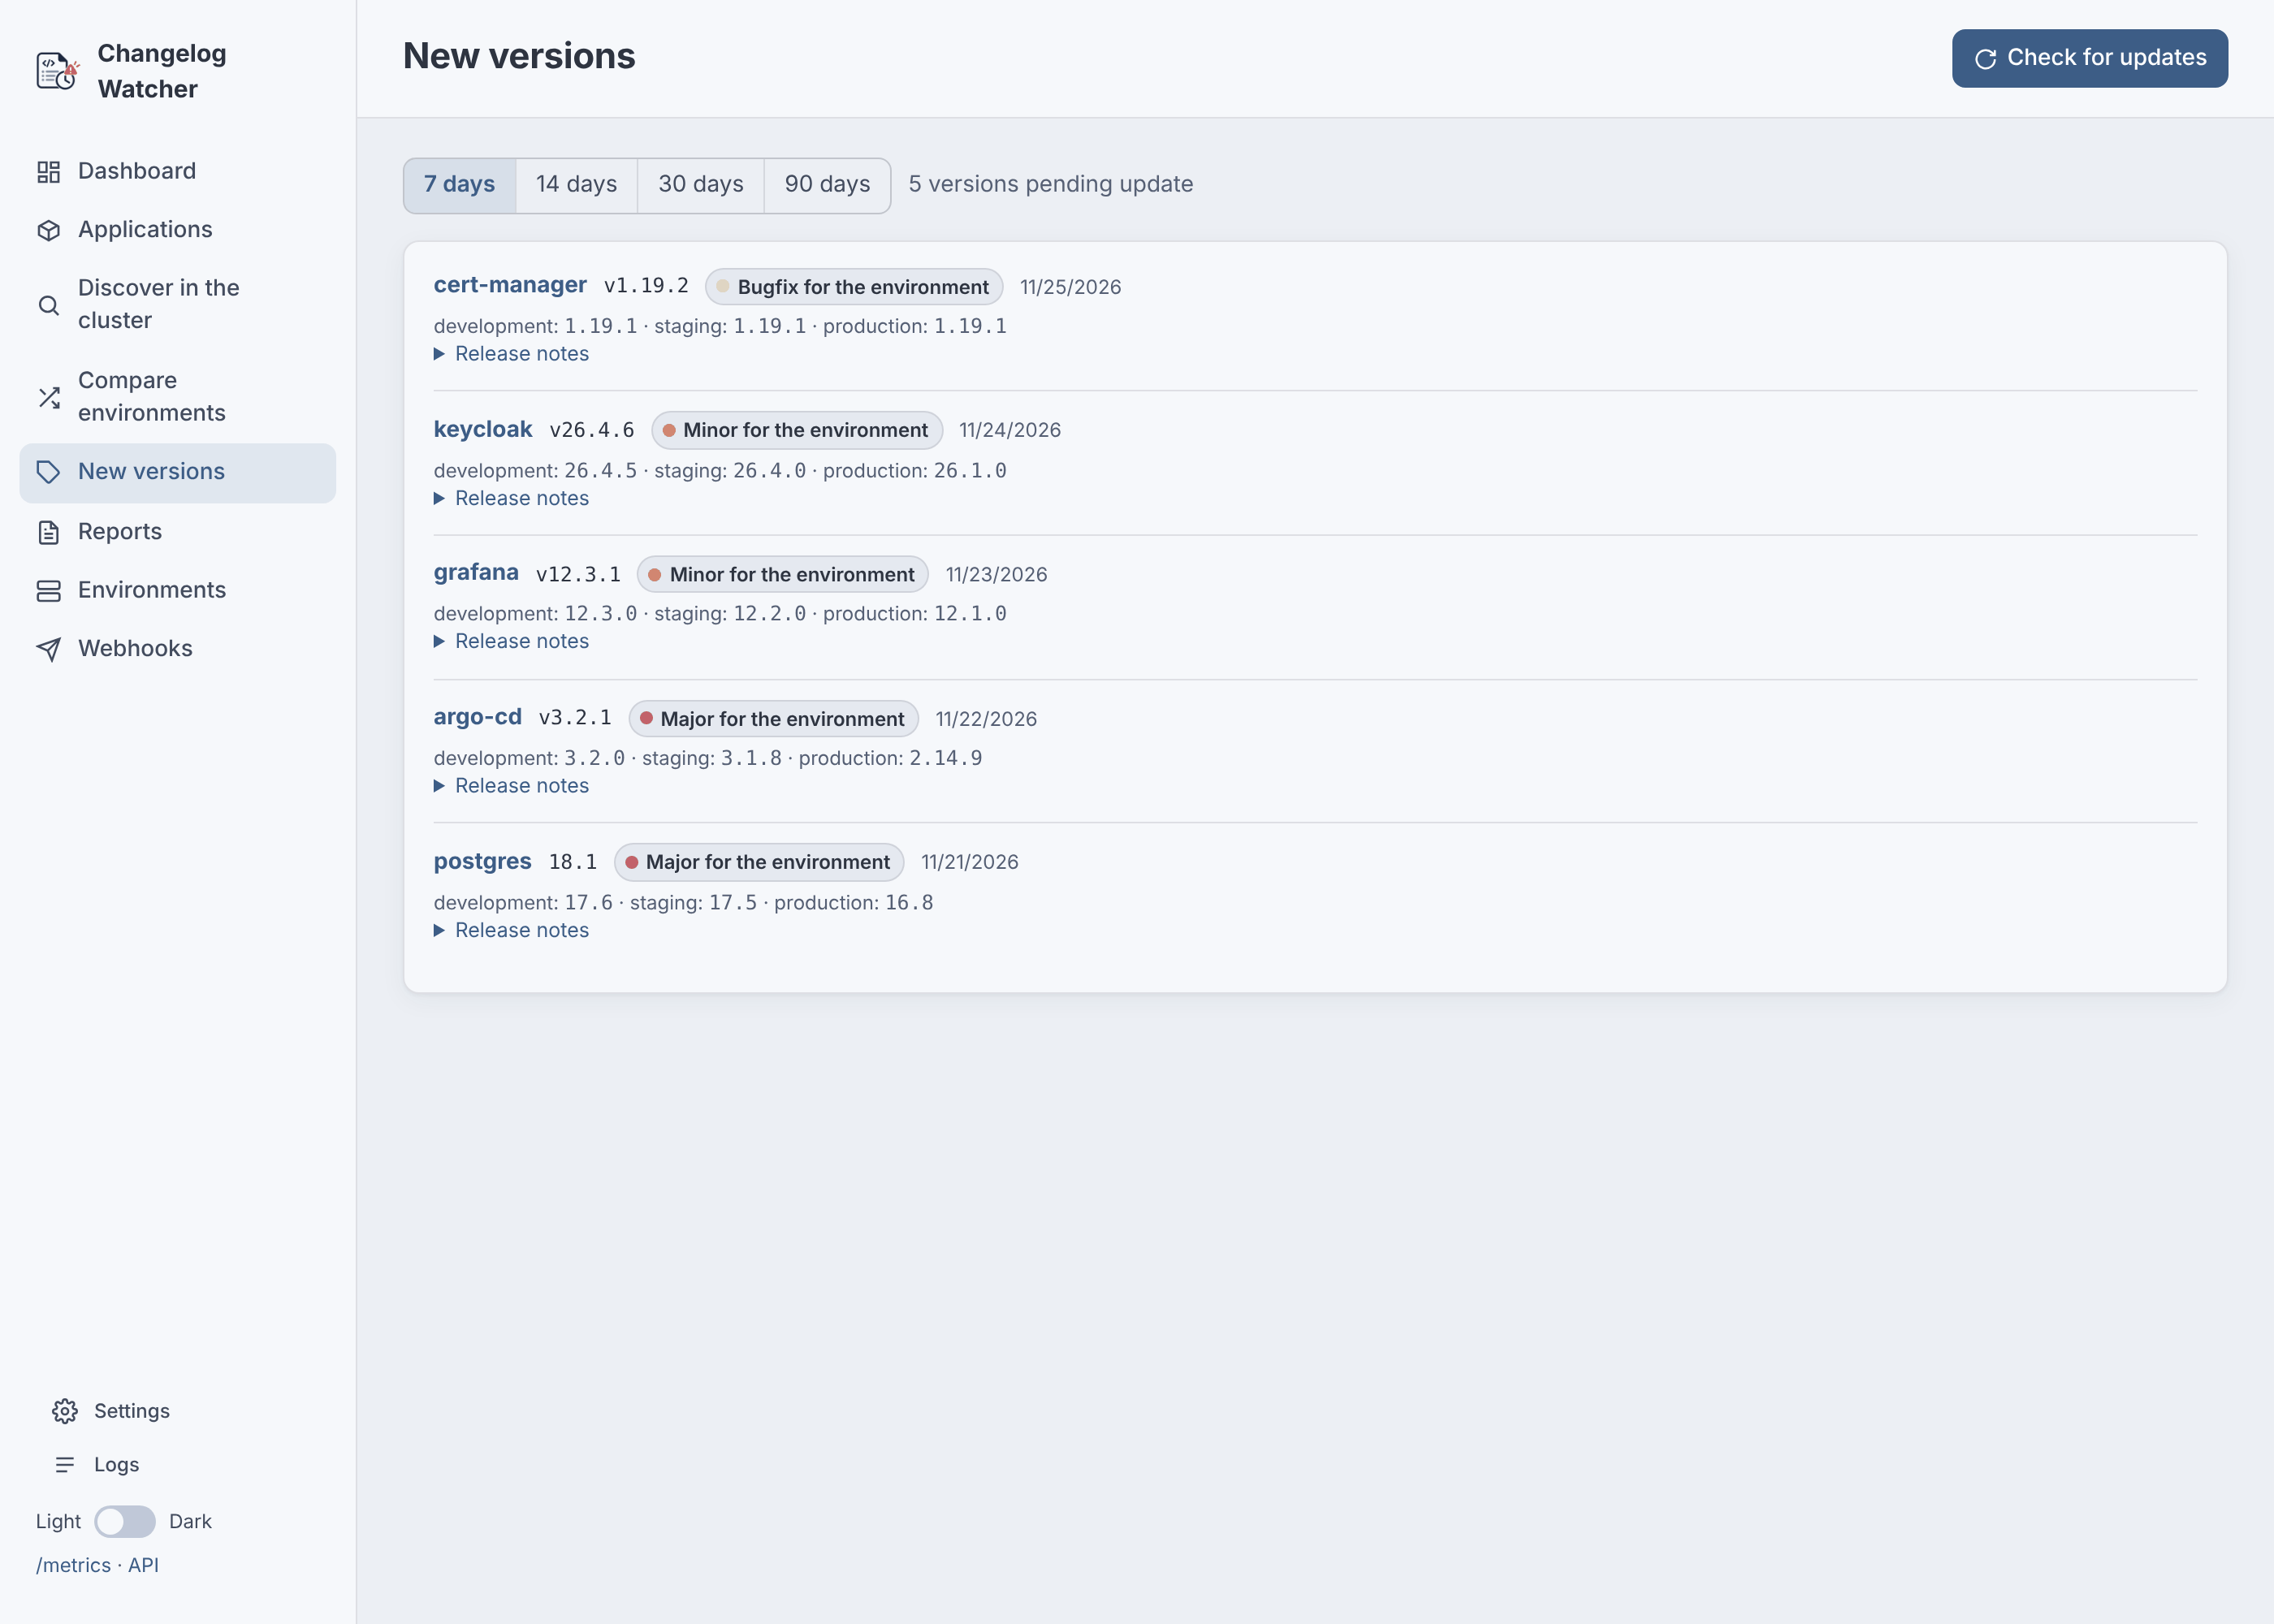 Changelog
Watcher
Dashboard
Applications
Discover in the
cluster
Compare
environments
New versions
Reports
Environments
Webhooks
Settings
Logs
Light Dark
/metrics · API
New versions
Check for updates
7 days 14 days 30 days 90 days 5 versions pending update
cert-manager v1.19.2 Bugfix for the environment 11/25/2026
development: 1.19.1 · staging: 1.19.1 · production: 1.19.1
▶ Release notes
keycloak v26.4.6 Minor for the environment 11/24/2026
development: 26.4.5 · staging: 26.4.0 · production: 26.1.0
▶ Release notes
grafana v12.3.1 Minor for the environment 11/23/2026
development: 12.3.0 · staging: 12.2.0 · production: 12.1.0
▶ Release notes
argo-cd v3.2.1 Major for the environment 11/22/2026
development: 3.2.0 · staging: 3.1.8 · production: 2.14.9
▶ Release notes
postgres 18.1 Major for the environment 11/21/2026
development: 17.6 · staging: 17.5 · production: 16.8
▶ Release notes